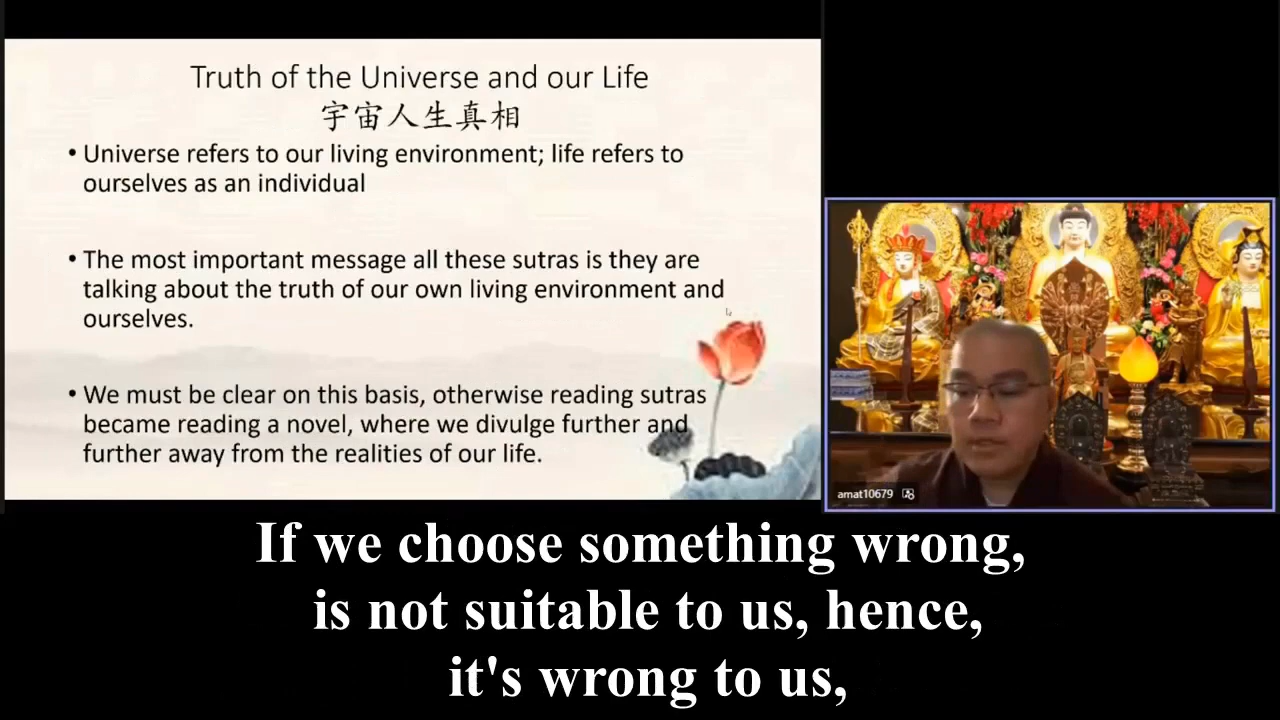 Truth of the Universe and our Life
宇宙人生真相
• Universe refers to our living environment; life refers to
ourselves as an individual
• The most important message all these sutras is they are
talking about the truth of our own living environment and
ourselves.
• We must be clear on this basis, otherwise reading sutras
became reading a novel, where we divulge further and
further away from the realities of our life.
amat10679
If we choose something wrong,
is not suitable to us, hence,
it's wrong to us,